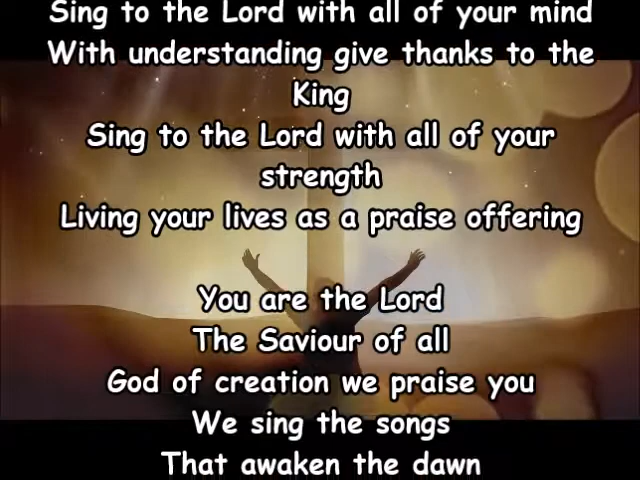 Sing to the Lord with all of your mind
With understanding give thanks to the
King
Sing to the Lord with all of your
strength
Living your lives as a praise offering
You are the Lord
The Saviour of all
God of creation we praise you
We sing the songs
That awaken the dawn